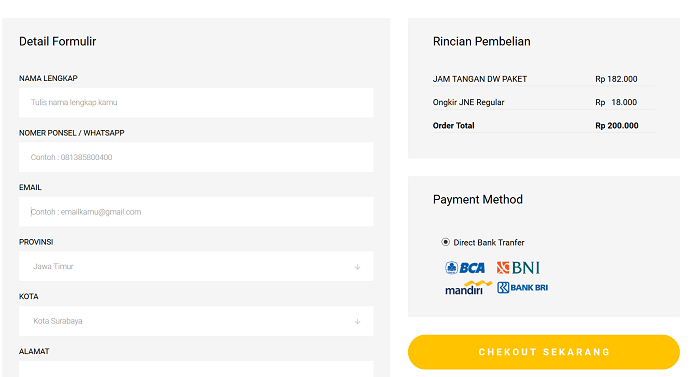 Detail Formulir
NAMA LENGKAP
Tulis nama lengkap kamu
NOMER PONSEL / WHATSAPP
Contoh : 081385800400
EMAIL
Contoh : emailkamu@gmail.com
PROVINSI
Jawa Timur
KOTA
Kota Surabaya
ALAMAT
Rincian Pembelian
JAM TANGAN DW PAKET Rp 182.000
Ongkir JNE Regular Rp 18.000
Order Total Rp 200.000
Payment Method
Direct Bank Tranfer
BCA BNI
mandiri BANK BRI
CHEKOUT SEKARANG